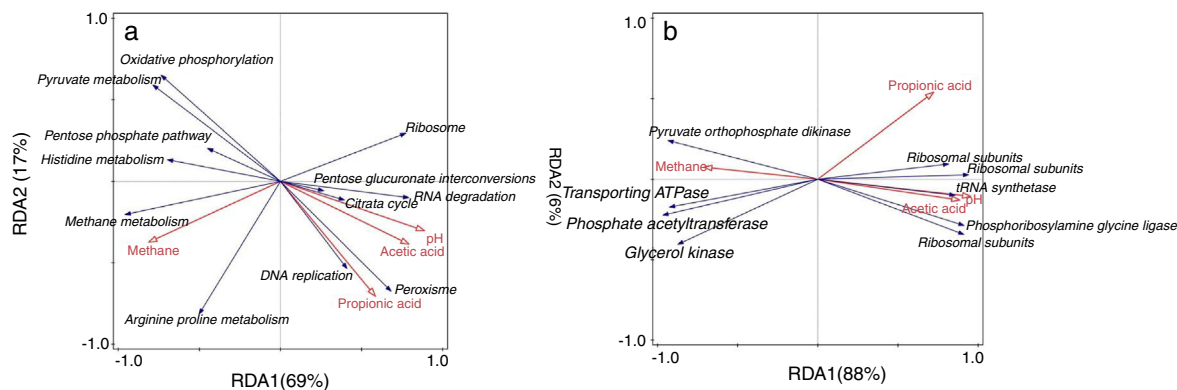 a
1.0
Oxidative phosphorylation
Pyruvate metabolism
Pentose phosphate pathway
Histidine metabolism
Methane metabolism
Methane
Arginine proline metabolism
Ribosome
Pentose glucuronate interconversions
RNA degradation
Citrata cycle
pH
Acetic acid
DNA replication
Peroxisme
Propionic acid
RDA2 (17%)
-1.0
-1.0
1.0
RDA1(69%)
b
1.0
Propionic acid
Pyruvate orthophosphate dikinase
Methane
Transporting ATPase
Phosphate acetyltransferase
Glycerol kinase
Ribosomal subunits
Ribosomal subunits
tRNA synthetase
pH
Acetic acid
Phosphoribosylamine glycine ligase
Ribosomal subunits
RDA2 (6%)
-1.0
-1.0
1.0
RDA1(88%)